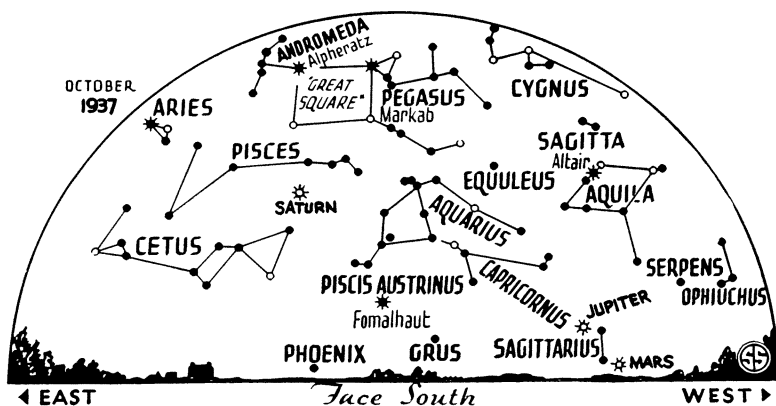 ANDROMEDA
Alpheratz
OCTOBER
1937
ARIES
"GREAT
SQUARE"
PEGASUS
Markab
CYGNUS
PISCES
SAGITTA
Altair
EQUULEUS
AQUILA
SATURN
AQUARIUS
CETUS
PISCIS AUSTRINUS
CAPRICORNUS
SERPENS
OPHIUCHUS
JUPITER
Fomalhaut
PHOENIX
GRUS
SAGITTARIUS
MARS
SS
EAST
Face South
WEST